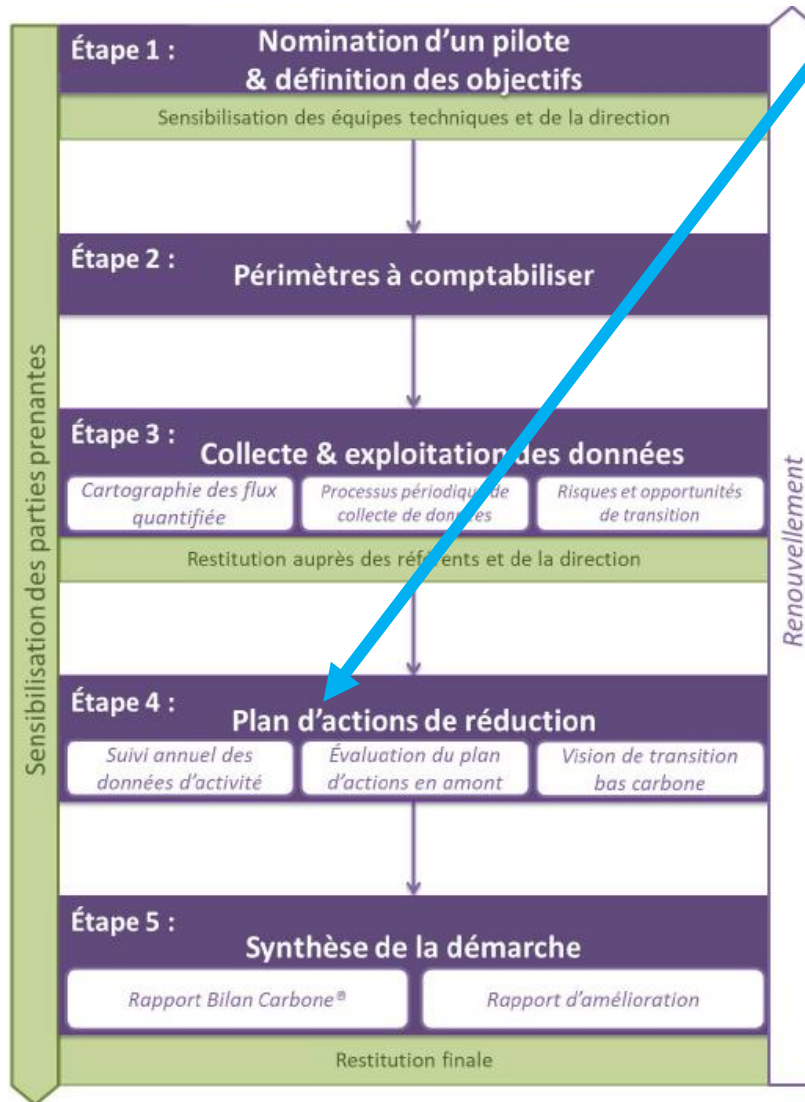 Étape 1 :
Nomination d'un pilote
& définition des objectifs
Sensibilisation des équipes techniques et de la direction
Étape 2 :
Périmètres à comptabiliser
Étape 3 :
Collecte & exploitation des données
Cartographie des flux
quantifiée
Processus périodique de
collecte de données
Risques et opportunités
de transition
Restitution auprès des référents et de la direction
Étape 4 :
Plan d'actions de réduction
Suivi annuel des
données d'activité
Évaluation du plan
d'actions en amont
Vision de transition
bas carbone
Étape 5 :
Synthèse de la démarche
Rapport Bilan Carbone®
Rapport d'amélioration
Restitution finale
Sensibilisation des parties prenantes
Renouvellement